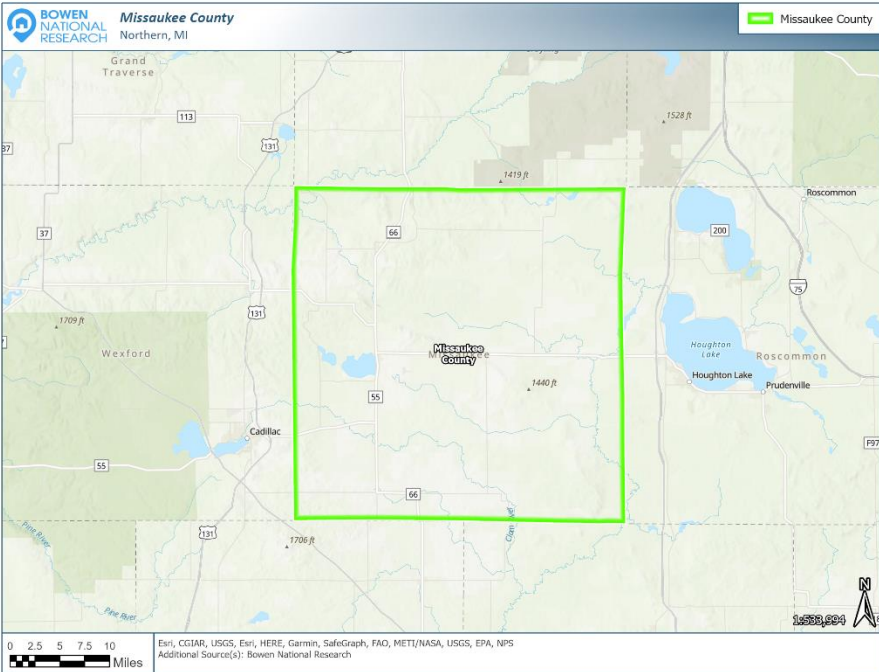 BOWEN
NATIONAL
RESEARCH
Missaukee County
Northern, MI
Missaukee County
Grand
Traverse
113
131
1528 ft
37
1419 ft
Roscommon
37
66
200
75
131
1709 ft
Wexford
Missaukee
County
Houghton
Lake
Roscommon
1440 ft
Houghton Lake
Prudenville
55
Cadillac
55
F97
66
Pine River
131
1706 ft
Pine River
N
1:533,994
0 2.5 5 7.5 10
Miles
Esri, CGIAR, USGS, Esri, HERE, Garmin, SafeGraph, FAO, METI/NASA, USGS, EPA, NPS
Additional Source(s): Bowen National Research